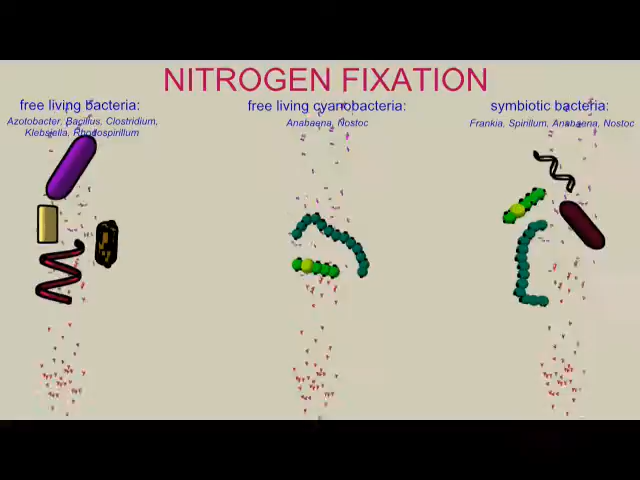 NITROGEN FIXATION
free living bacteria:
Azotobacter, Bacillus, Clostridium,
Klebsiella, Rhodospirillum
free living cyanobacteria:
Anabaena, Nostoc
symbiotic bacteria:
Frankia, Spirillum, Anabaena, Nostoc